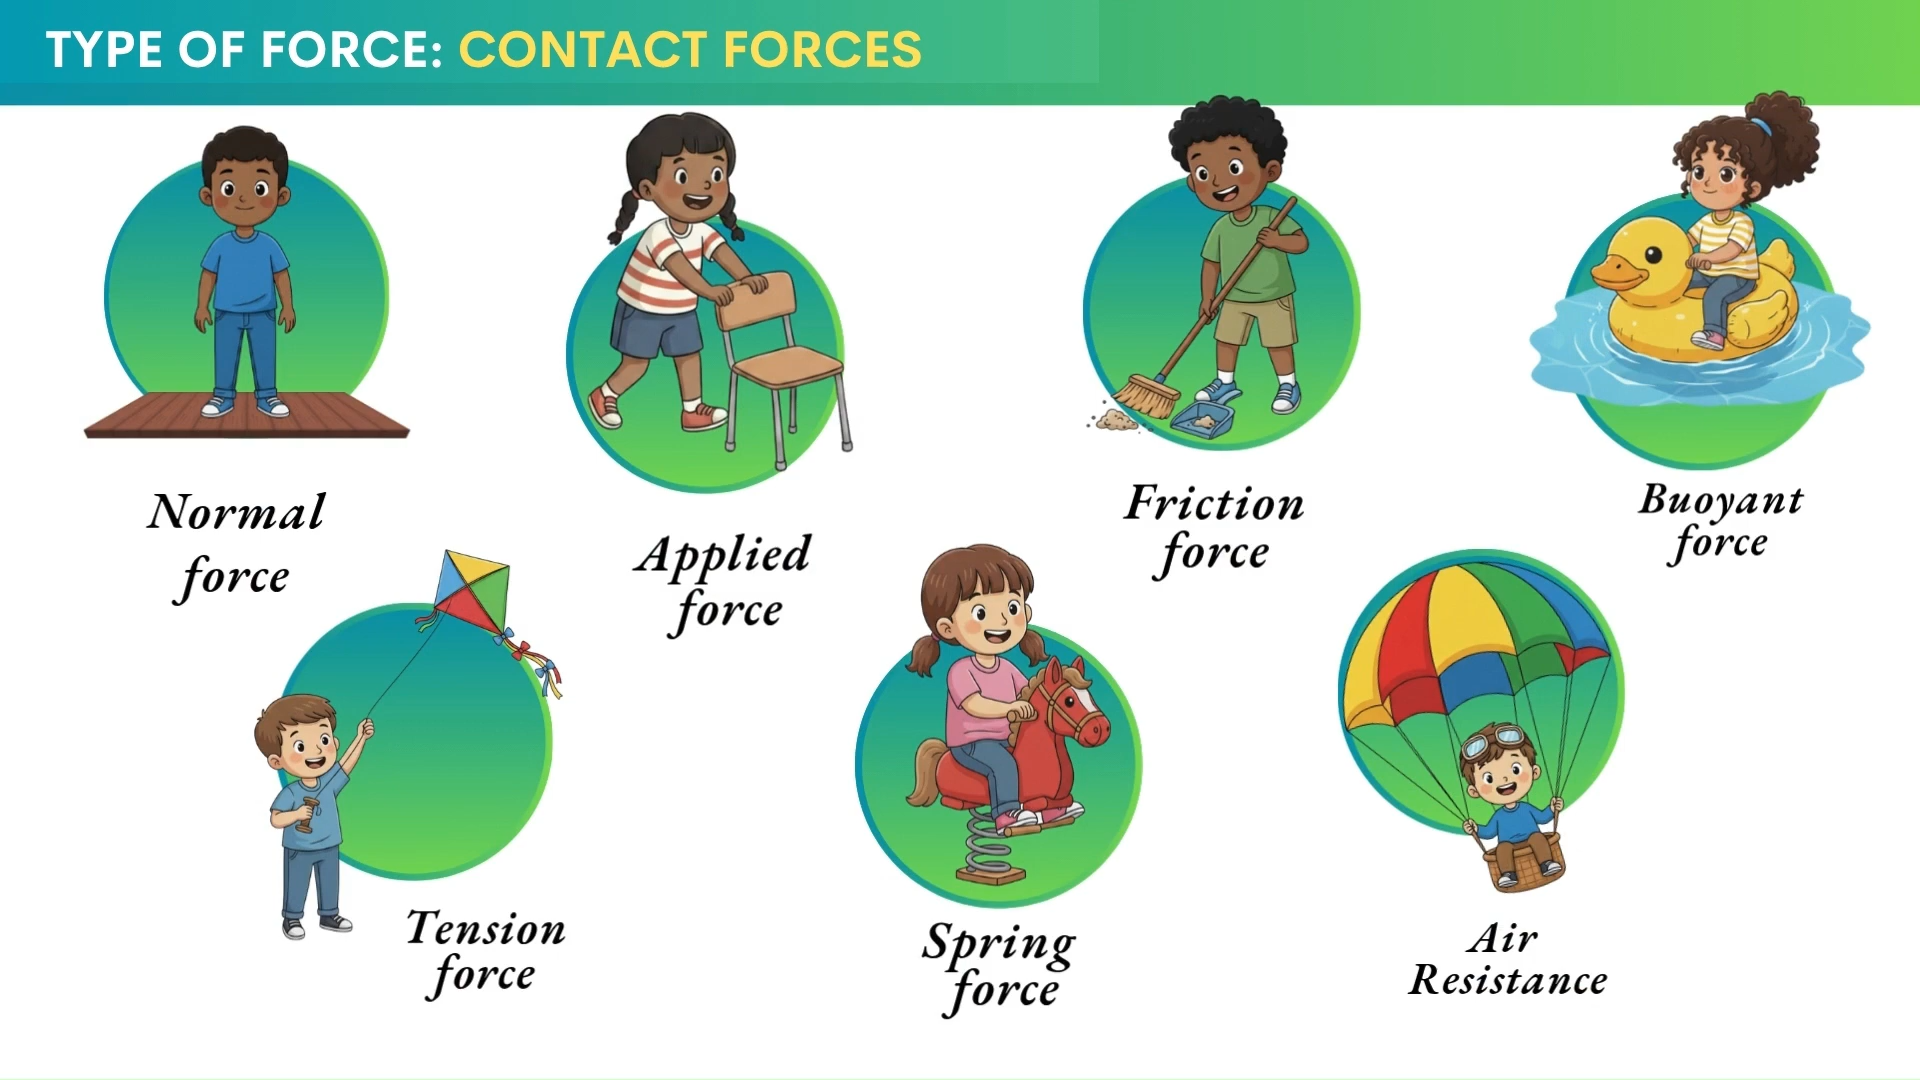 TYPE OF FORCE: CONTACT FORCES
Normal
force
Applied
force
Friction
force
Buoyant
force
Tension
force
Spring
force
Air
Resistance